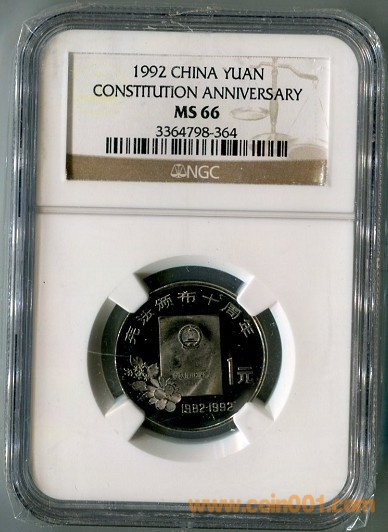 1992 CHINA YUAN
CONSTITUTION ANNIVERSARY
MS 66
3364798-364
NGC
宪法颁布十周年
1元
1982-1992
www.coin001.com